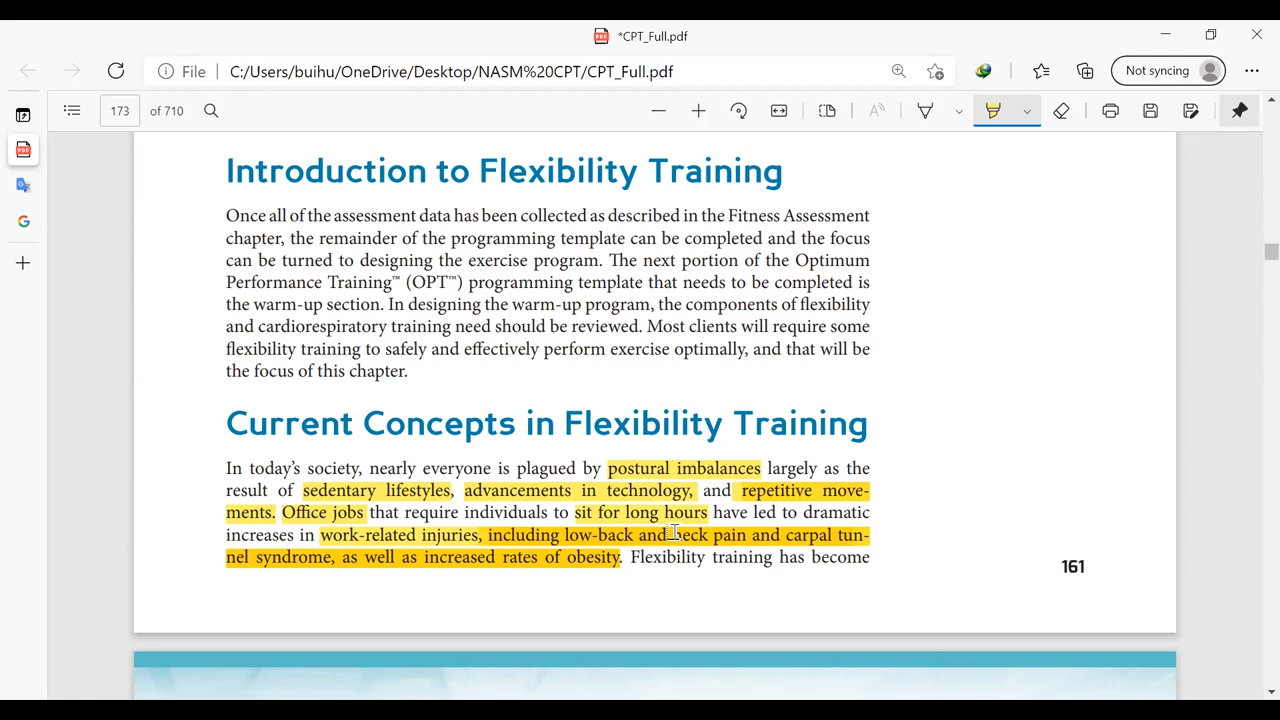 *CPT_Full.pdf
File
C:/Users/buihu/OneDrive/Desktop/NASM%20CPT/CPT_Full.pdf
Not syncing
173 of 710
Introduction to Flexibility Training
Once all of the assessment data has been collected as described in the Fitness Assessment
chapter, the remainder of the programming template can be completed and the focus
can be turned to designing the exercise program. The next portion of the Optimum
Performance Training™ (OPT™) programming template that needs to be completed is
the warm-up section. In designing the warm-up program, the components of flexibility
and cardiorespiratory training need should be reviewed. Most clients will require some
flexibility training to safely and effectively perform exercise optimally, and that will be
the focus of this chapter.
Current Concepts in Flexibility Training
In today's society, nearly everyone is plagued by postural imbalances largely as the
result of sedentary lifestyles, advancements in technology, and repetitive move-
ments. Office jobs that require individuals to sit for long hours have led to dramatic
increases in work-related injuries, including low-back and neck pain and carpal tun-
nel syndrome, as well as increased rates of obesity. Flexibility training has become
161